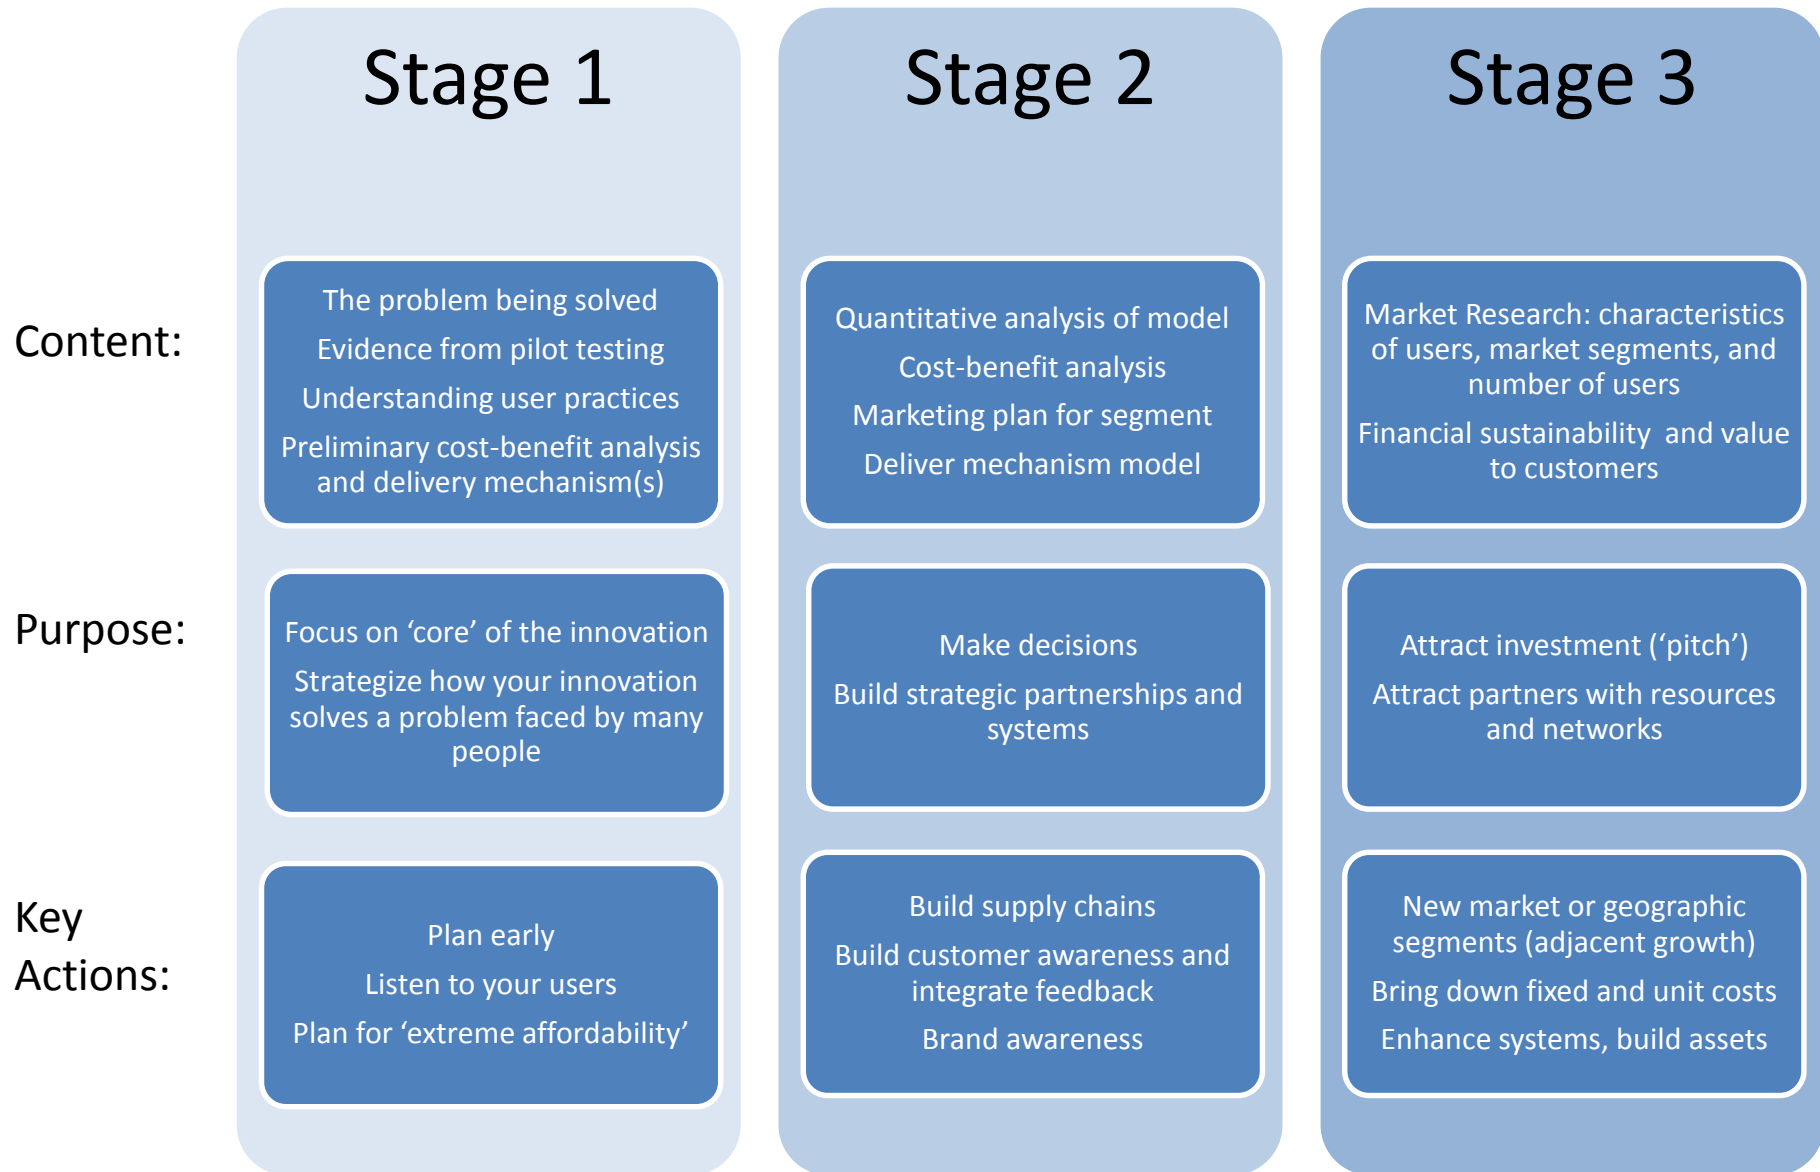 Stage 1
Stage 2
Stage 3
Content:
The problem being solved
Evidence from pilot testing
Understanding user practices
Preliminary cost-benefit analysis
and delivery mechanism(s)
Quantitative analysis of model
Cost-benefit analysis
Marketing plan for segment
Deliver mechanism model
Market Research: characteristics
of users, market segments, and
number of users
Financial sustainability and value
to customers
Purpose:
Focus on ‘core’ of the innovation
Strategize how your innovation
solves a problem faced by many
people
Make decisions
Build strategic partnerships and
systems
Attract investment (‘pitch’)
Attract partners with resources
and networks
Key
Actions:
Plan early
Listen to your users
Plan for ‘extreme affordability’
Build supply chains
Build customer awareness and
integrate feedback
Brand awareness
New market or geographic
segments (adjacent growth)
Bring down fixed and unit costs
Enhance systems, build assets